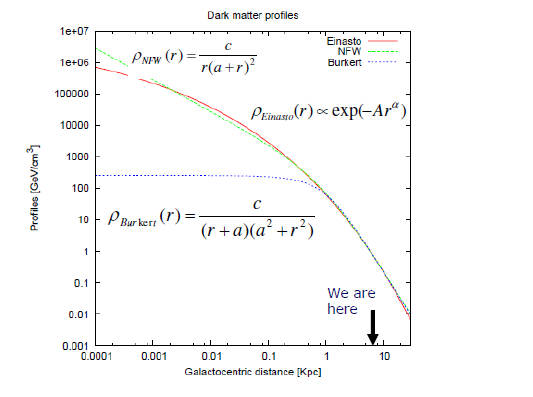 Dark matter profiles
1e+07
1e+06
100000
10000
1000
100
10
1
0.1
0.01
0.001
0.0001
0.001
0.01
0.1
1
10
Profiles [GeV/cm³]
Galactocentric distance [Kpc]
Einasto
NFW
Burkert
ρ_NFW (r) = c / r(a+r)²
ρ_Einasto(r) ∝ exp(−Ar^α)
ρ_Burkert (r) = c / (r+a)(a²+r²)
We are
here